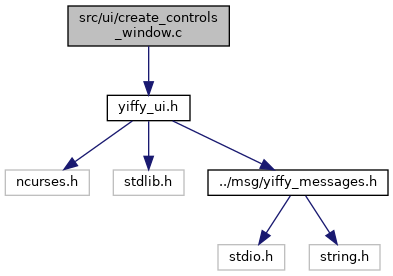 src/ui/create_controls
_window.c
yiffy_ui.h
ncurses.h
stdlib.h
../msg/yiffy_messages.h
stdio.h
string.h